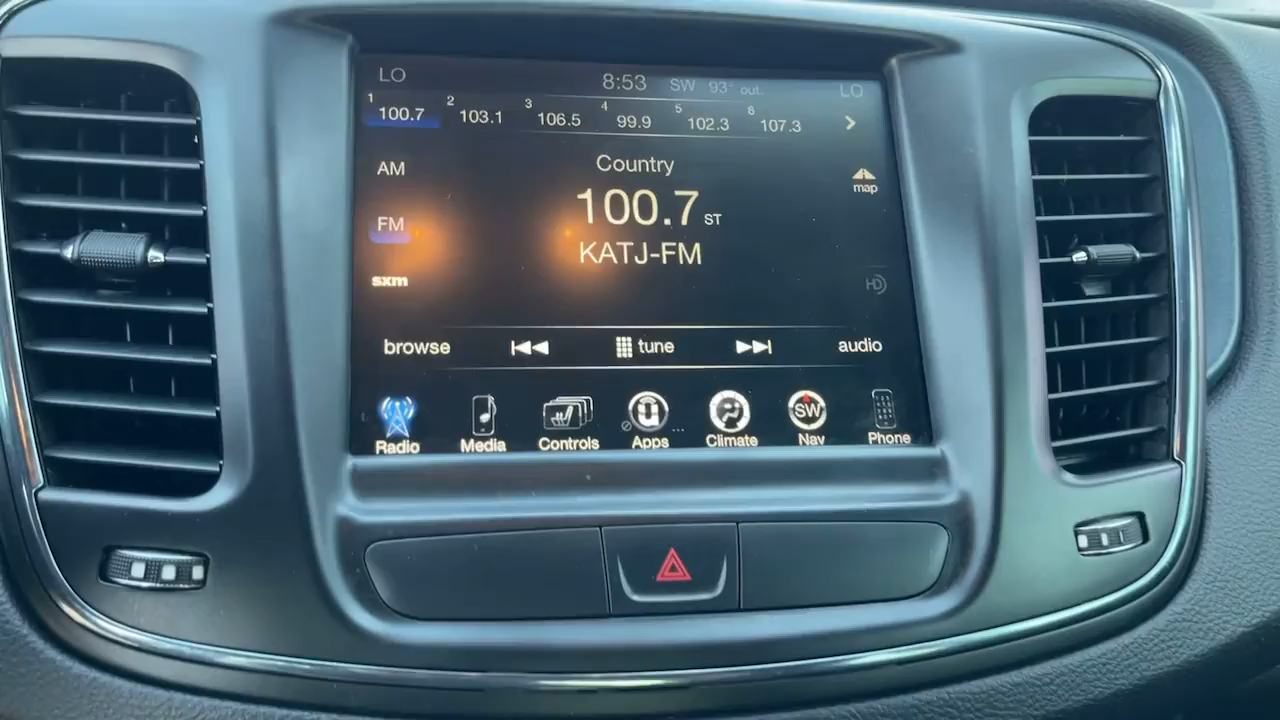 LO 8:53 SW 93° out. LO
1 100.7 2 103.1 3 106.5 4 99.9 5 102.3 6 107.3
AM
Country
map
FM
100.7 ST
KATJ-FM
sxm
HD
browse tune audio
SW
Radio Media Controls Apps Climate Nav Phone